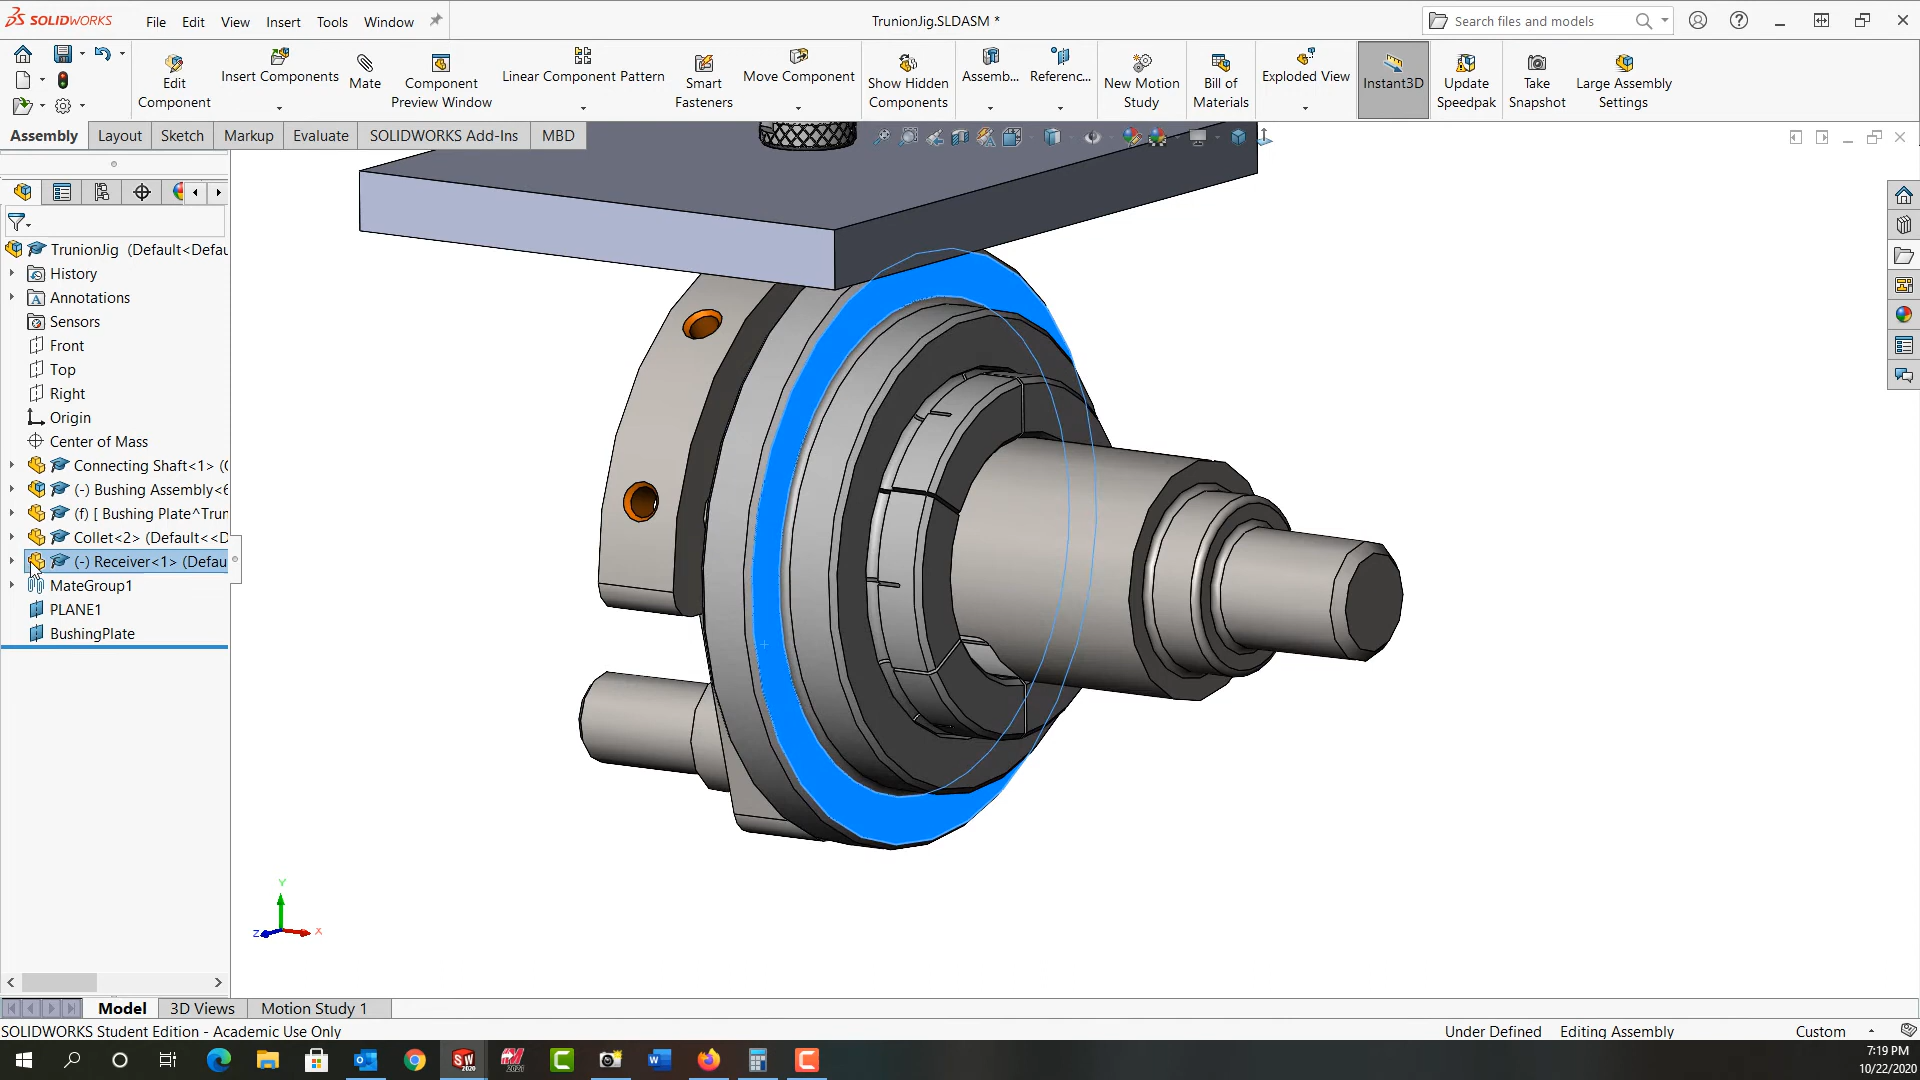 SOLIDWORKS
File Edit View Insert Tools Window
TrunionJig.SLDASM *
Search files and models
Edit Component
Insert Components
Mate
Component Preview Window
Linear Component Pattern
Smart Fasteners
Move Component
Show Hidden Components
Assemb...
Referenc...
New Motion Study
Bill of Materials
Exploded View
Instant3D
Update Speedpak
Take Snapshot
Large Assembly Settings
Assembly Layout Sketch Markup Evaluate SOLIDWORKS Add-Ins MBD
TrunionJig (Default<Defau
History
Annotations
Sensors
Front
Top
Right
Origin
Center of Mass
Connecting Shaft<1> (
(-) Bushing Assembly<6
(f) [ Bushing Plate^Trun
Collet<2> (Default<<D
(-) Receiver<1> (Defau
MateGroup1
PLANE1
BushingPlate
Y
Z
X
Model 3D Views Motion Study 1
SOLIDWORKS Student Edition - Academic Use Only
Under Defined Editing Assembly Custom
7:19 PM
10/22/2020